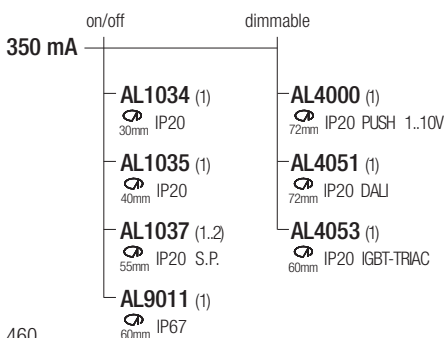 on/off dimmable
350 mA
AL1034 (1)
30mm IP20
AL4000 (1)
72mm IP20 PUSH 1..10V
AL1035 (1)
40mm IP20
AL4051 (1)
72mm IP20 DALI
AL1037 (1..2)
55mm IP20 S.P.
AL4053 (1)
60mm IP20 IGBT-TRIAC
AL9011 (1)
60mm IP67
460